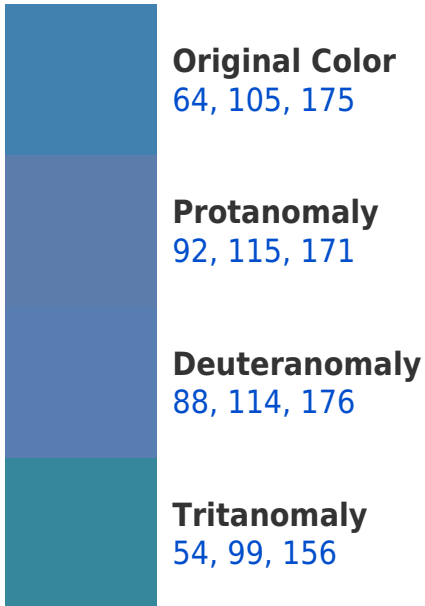 Original Color
64, 105, 175
Protanomaly
92, 115, 171
Deuteranomaly
88, 114, 176
Tritanomaly
54, 99, 156